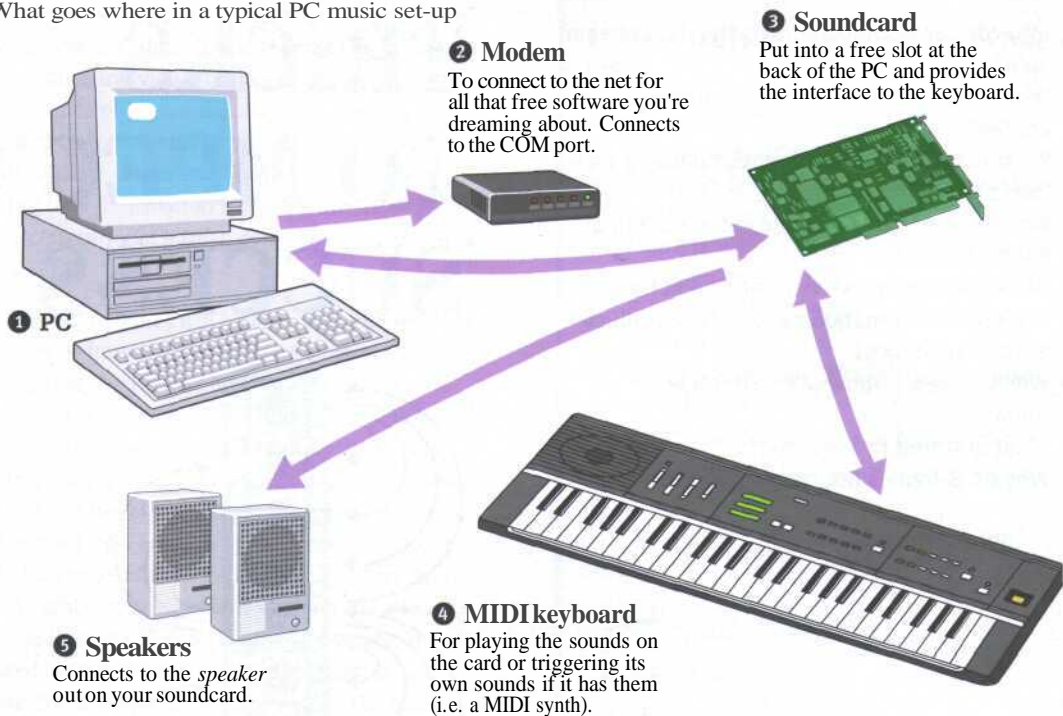 What goes where in a typical PC music set-up
❶ PC
❷ Modem
To connect to the net for
all that free software you're
dreaming about. Connects
to the COM port.
❸ Soundcard
Put into a free slot at the
back of the PC and provides
the interface to the keyboard.
❹ MIDI keyboard
For playing the sounds on
the card or triggering its
own sounds if it has them
(i.e. a MIDI synth).
❺ Speakers
Connects to the speaker
out on your soundcard.